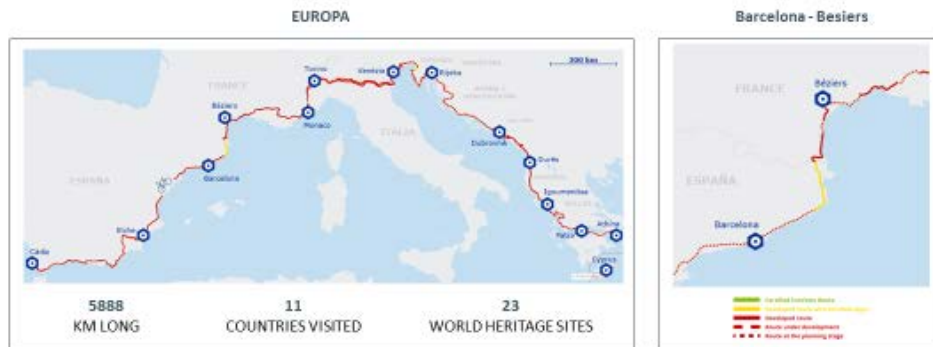 EUROPA
Barcelona - Besiers
Torino
Venezia
Rijeka
200 km
FRANCE
Béziers
Monaco
ITALIA
Dubrovnik
ESPAÑA
Barcelona
Durës
Igoumenitsa
Elche
Patra
Athína
Cádiz
Cyprus
FRANCE
Béziers
ESPAÑA
Barcelona
5888
11
23
KM LONG
COUNTRIES VISITED
WORLD HERITAGE SITES
Developed route
Route under development
Route at the planning stage